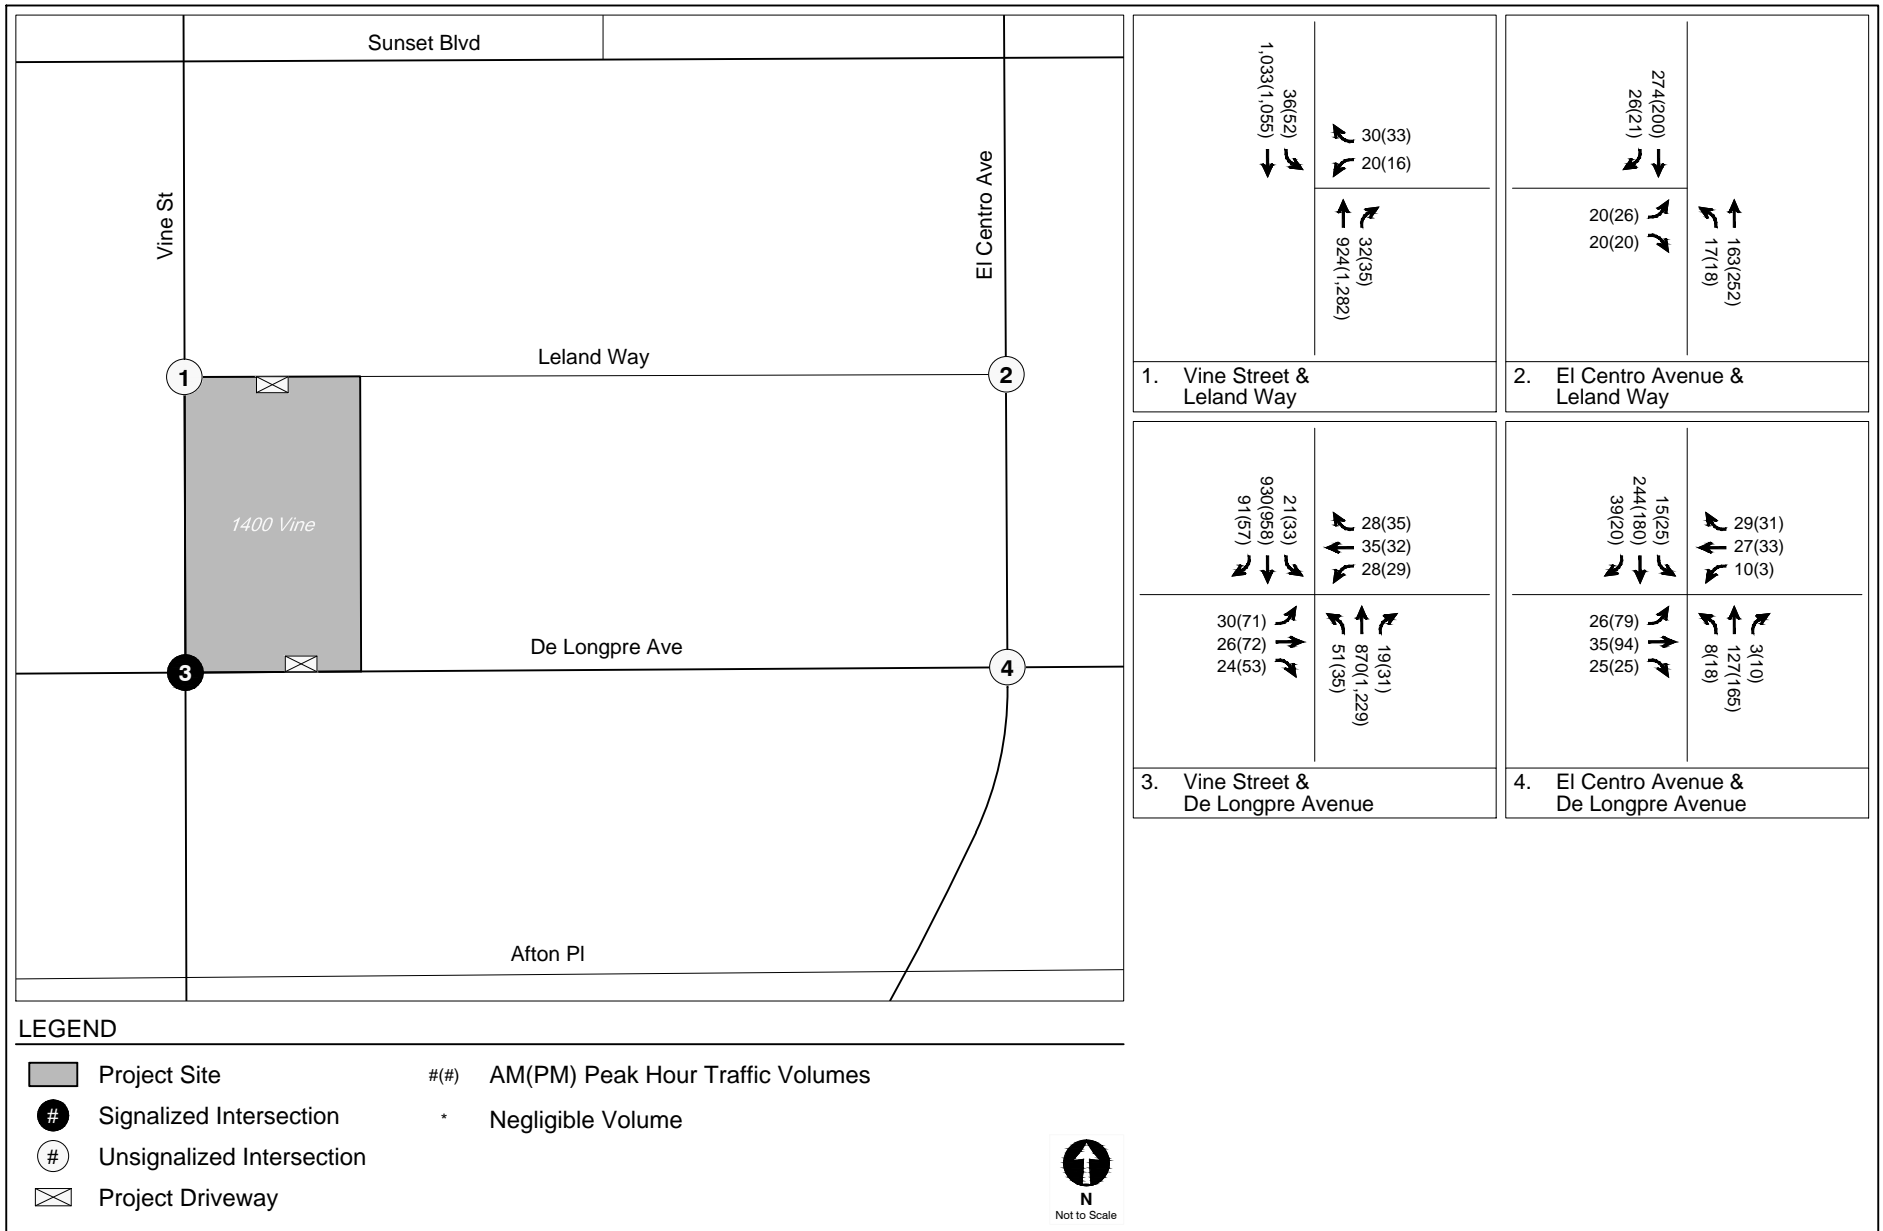 Sunset Blvd
Vine St
El Centro Ave
1
Leland Way
2
1400 Vine
3
De Longpre Ave
4
Afton Pl
1,033(1,055)
36(52)
30(33)
20(16)
924(1,282)
32(35)
1. Vine Street &
Leland Way
26(21)
274(200)
20(26)
20(20)
17(18)
163(252)
2. El Centro Avenue &
Leland Way
91(57)
930(958)
21(33)
28(35)
35(32)
28(29)
30(71)
26(72)
24(53)
51(35)
870(1,229)
19(31)
3. Vine Street &
De Longpre Avenue
39(20)
244(180)
15(25)
29(31)
27(33)
10(3)
26(79)
35(94)
25(25)
8(18)
127(165)
3(10)
4. El Centro Avenue &
De Longpre Avenue
LEGEND
Project Site
# Signalized Intersection
# Unsignalized Intersection
Project Driveway
#(#) AM(PM) Peak Hour Traffic Volumes
* Negligible Volume
N
Not to Scale